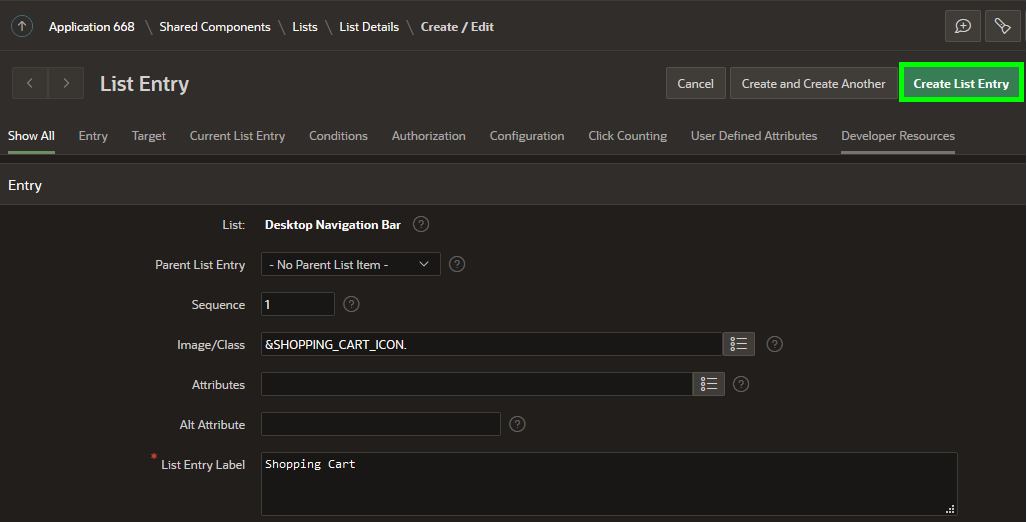 Application 668 \ Shared Components \ Lists \ List Details \ Create / Edit
List Entry
Cancel
Create and Create Another
Create List Entry
Show All Entry Target Current List Entry Conditions Authorization Configuration Click Counting User Defined Attributes Developer Resources
Entry
List: Desktop Navigation Bar ?
Parent List Entry - No Parent List Item - ?
Sequence 1 ?
Image/Class &SHOPPING_CART_ICON. ?
Attributes ?
Alt Attribute ?
* List Entry Label Shopping Cart